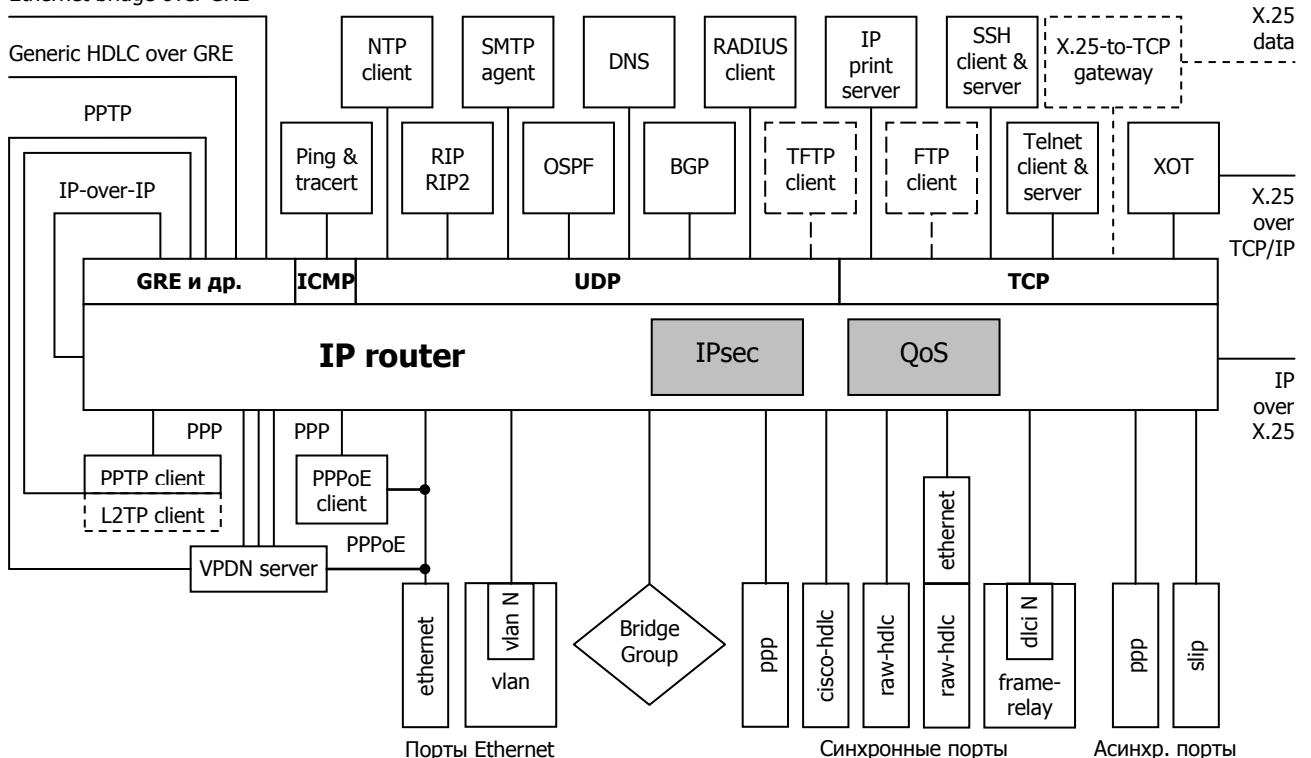 Ethernet bridge over GRE
Generic HDLC over GRE
PPTP
IP-over-IP
NTP
client
SMTP
agent
DNS
RADIUS
client
IP
print
server
SSH
client &
server
X.25-to-TCP
gateway
X.25
data
Ping &
tracert
RIP
RIP2
OSPF
BGP
TFTP
client
FTP
client
Telnet
client &
server
XOT
X.25
over
TCP/IP
GRE и др.
ICMP
UDP
TCP
IP router
IPsec
QoS
IP
over
X.25
PPP
PPP
PPTP client
L2TP client
PPPoE
client
PPPoE
VPDN server
ethernet
vlan N
vlan
Bridge
Group
ppp
cisco-hdlc
raw-hdlc
ethernet
raw-hdlc
dlci N
frame-
relay
ppp
slip
Порты Ethernet
Синхронные порты
Асинхр. порты